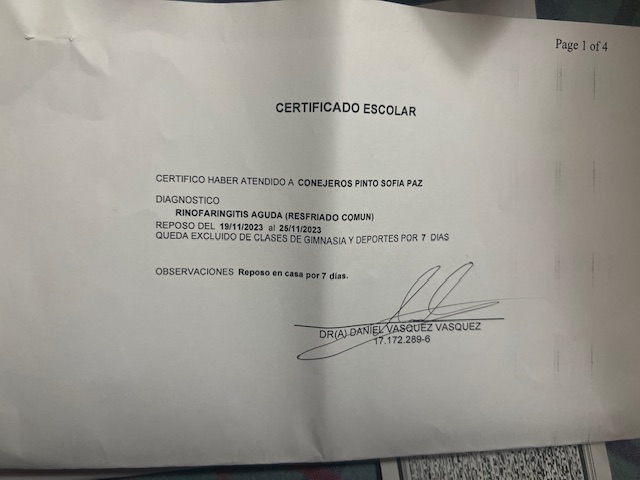 Page 1 of 4
CERTIFICADO ESCOLAR
CERTIFICO HABER ATENDIDO A CONEJEROS PINTO SOFIA PAZ
DIAGNOSTICO
RINOFARINGITIS AGUDA (RESFRIADO COMUN)
REPOSO DEL 19/11/2023 al 25/11/2023
QUEDA EXCLUIDO DE CLASES DE GIMNASIA Y DEPORTES POR 7 DIAS
OBSERVACIONES Reposo en casa por 7 días.
DR(A) DANIEL VASQUEZ VASQUEZ
17.172.289-6